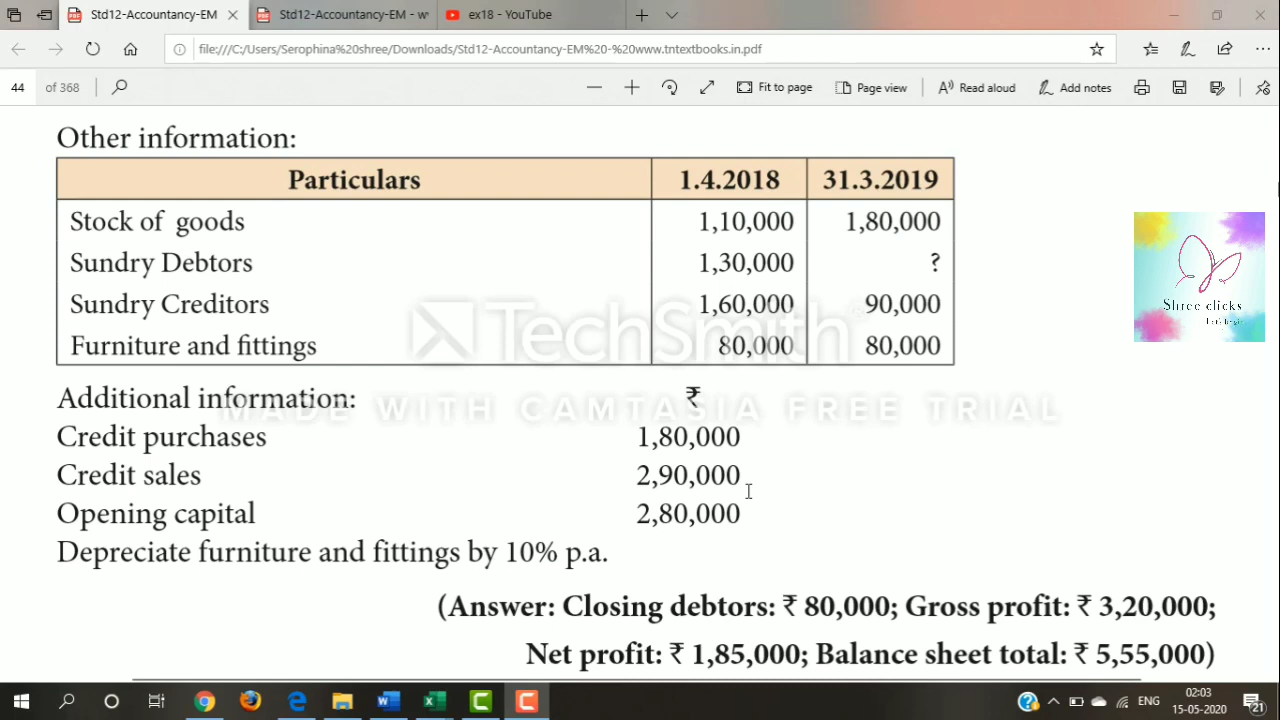 Std12-Accountancy-EM
Std12-Accountancy-EM - w
ex18 - YouTube
file:///C:/Users/Serophina%20shree/Downloads/Std12-Accountancy-EM%20-%20www.tntextbooks.in.pdf
44 of 368
Fit to page
Page view
Read aloud
Add notes
Other information:
Particulars 1.4.2018 31.3.2019
Stock of goods 1,10,000 1,80,000
Sundry Debtors 1,30,000 ?
Sundry Creditors 1,60,000 90,000
Furniture and fittings 80,000 80,000
Shree clicks
TechSmith
MADE WITH CAMTASIA FREE TRIAL
Additional information: ₹
Credit purchases 1,80,000
Credit sales 2,90,000
Opening capital 2,80,000
Depreciate furniture and fittings by 10% p.a.
(Answer: Closing debtors: ₹ 80,000; Gross profit: ₹ 3,20,000;
Net profit: ₹ 1,85,000; Balance sheet total: ₹ 5,55,000)
ENG
02:03
15-05-2020
21